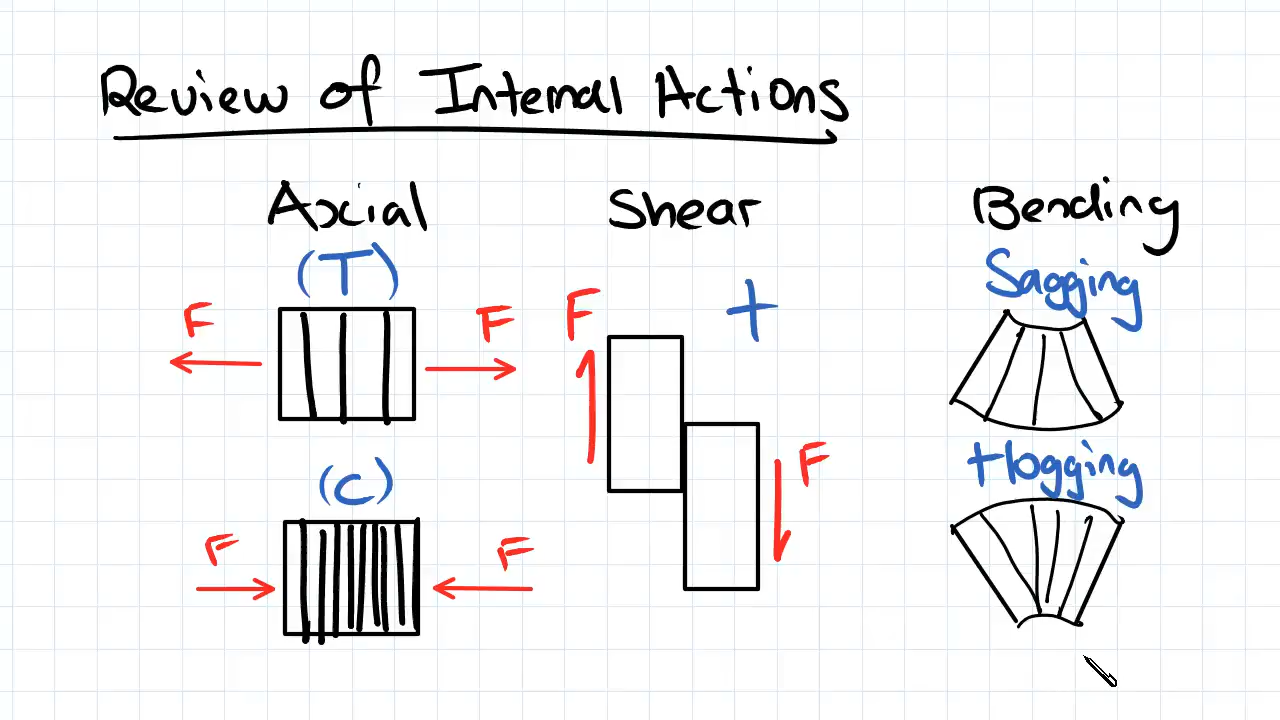 Review of Internal Actions
Axial Shear Bending
(T) + Sagging
F F F
F
(C) Hogging
F F